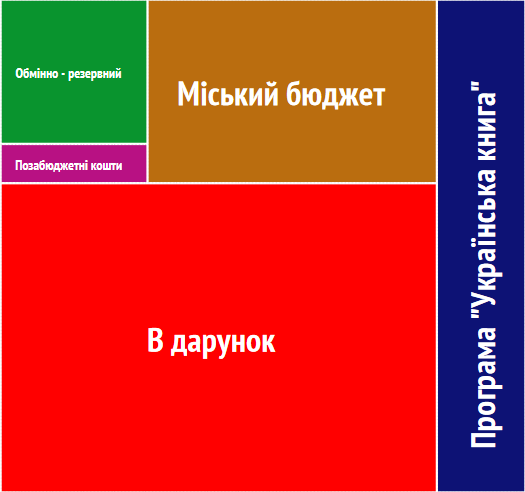 Обмінно - резервний
Міський бюджет
Позабюджетні кошти
В дарунок
Програма "Українська книга"